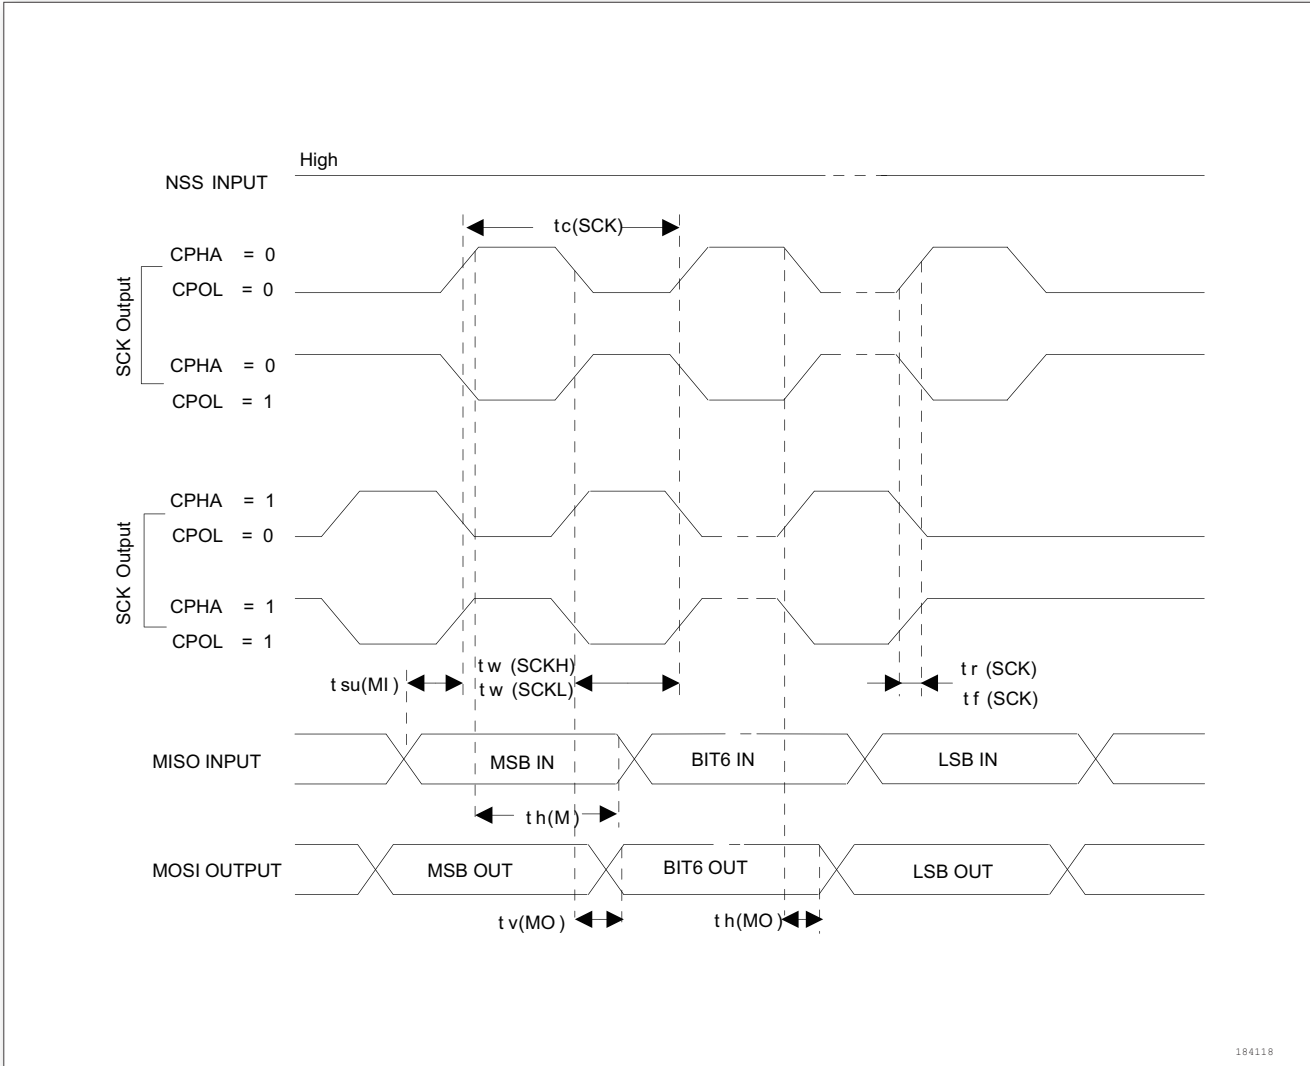 High
NSS INPUT
tc(SCK)
CPHA = 0
CPOL = 0
SCK Output
CPHA = 0
CPOL = 1
CPHA = 1
CPOL = 0
SCK Output
CPHA = 1
CPOL = 1
tsu(MI)
tw (SCKH)
tw (SCKL)
tr (SCK)
tf (SCK)
MISO INPUT
MSB IN
BIT6 IN
LSB IN
th(M)
MOSI OUTPUT
MSB OUT
BIT6 OUT
LSB OUT
tv(MO)
th(MO)
184118